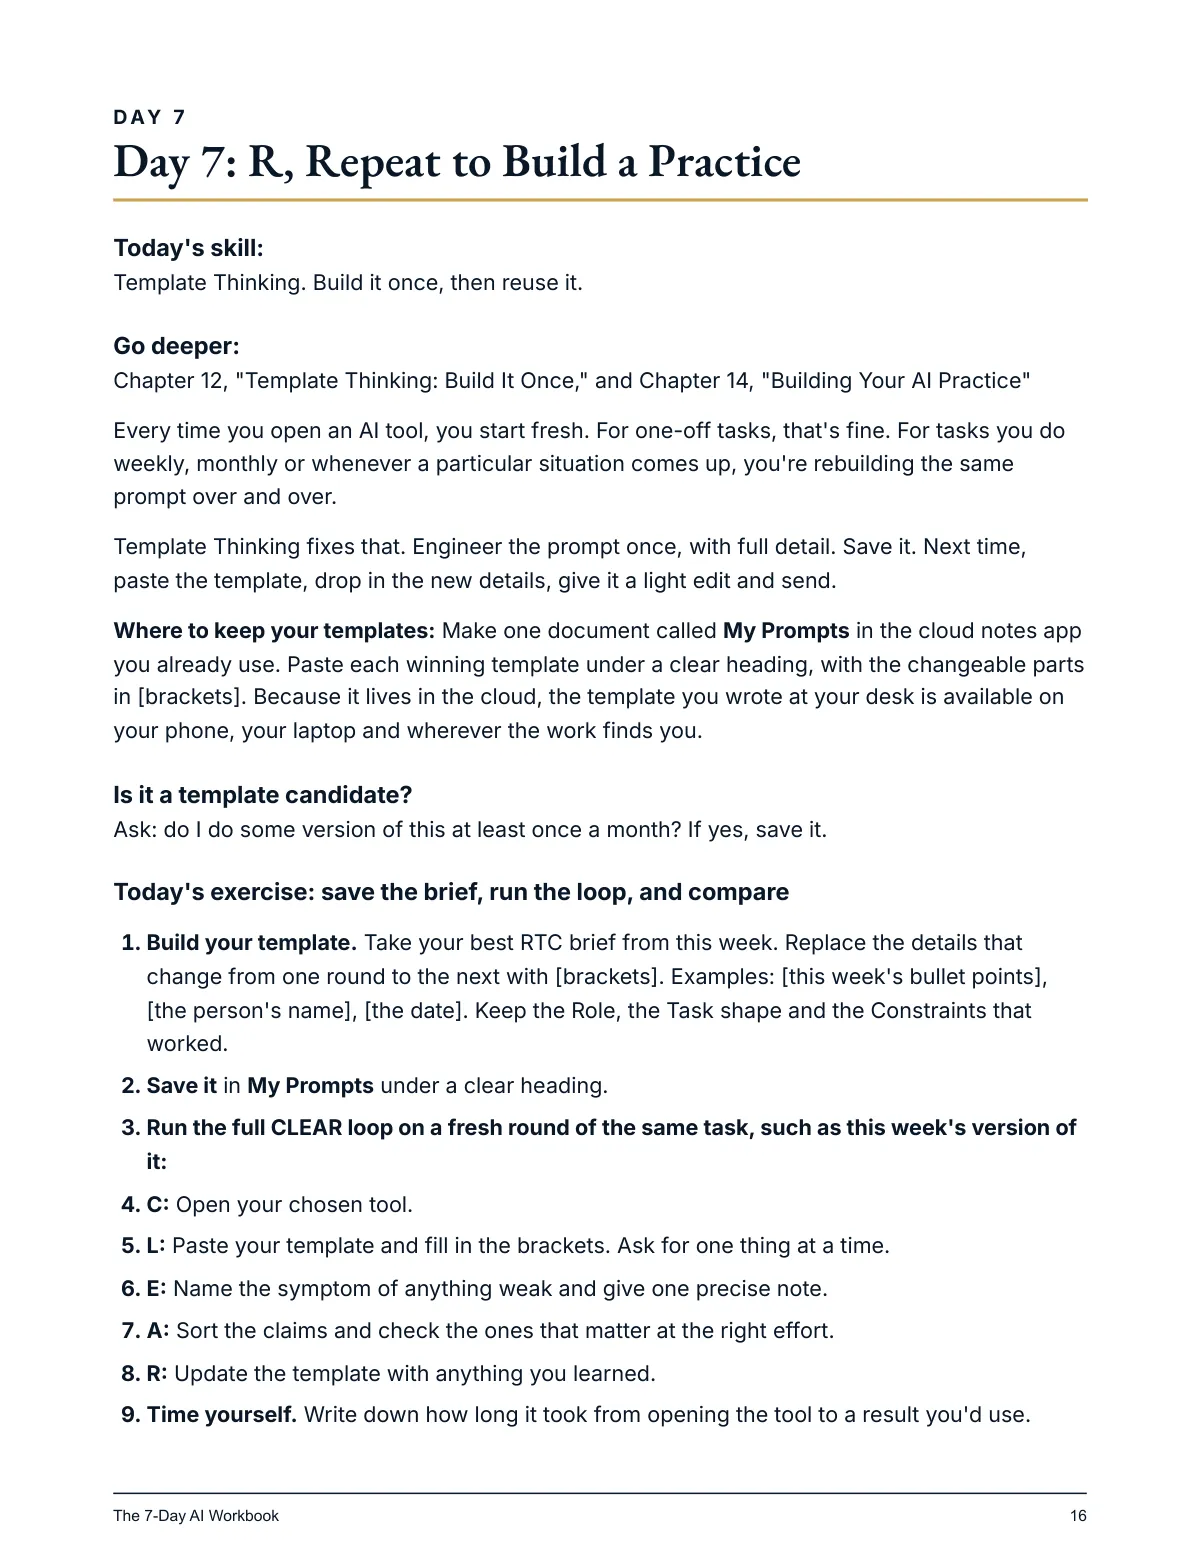 DAY 7
Day 7: R, Repeat to Build a Practice
Today's skill:
Template Thinking. Build it once, then reuse it.
Go deeper:
Chapter 12, "Template Thinking: Build It Once," and Chapter 14, "Building Your AI Practice"
Every time you open an AI tool, you start fresh. For one-off tasks, that's fine. For tasks you do
weekly, monthly or whenever a particular situation comes up, you're rebuilding the same
prompt over and over.
Template Thinking fixes that. Engineer the prompt once, with full detail. Save it. Next time,
paste the template, drop in the new details, give it a light edit and send.
Where to keep your templates: Make one document called My Prompts in the cloud notes app
you already use. Paste each winning template under a clear heading, with the changeable parts
in [brackets]. Because it lives in the cloud, the template you wrote at your desk is available on
your phone, your laptop and wherever the work finds you.
Is it a template candidate?
Ask: do I do some version of this at least once a month? If yes, save it.
Today's exercise: save the brief, run the loop, and compare
1. Build your template. Take your best RTC brief from this week. Replace the details that
change from one round to the next with [brackets]. Examples: [this week's bullet points],
[the person's name], [the date]. Keep the Role, the Task shape and the Constraints that
worked.
2. Save it in My Prompts under a clear heading.
3. Run the full CLEAR loop on a fresh round of the same task, such as this week's version of
it:
4. C: Open your chosen tool.
5. L: Paste your template and fill in the brackets. Ask for one thing at a time.
6. E: Name the symptom of anything weak and give one precise note.
7. A: Sort the claims and check the ones that matter at the right effort.
8. R: Update the template with anything you learned.
9. Time yourself. Write down how long it took from opening the tool to a result you'd use.
The 7-Day AI Workbook
16